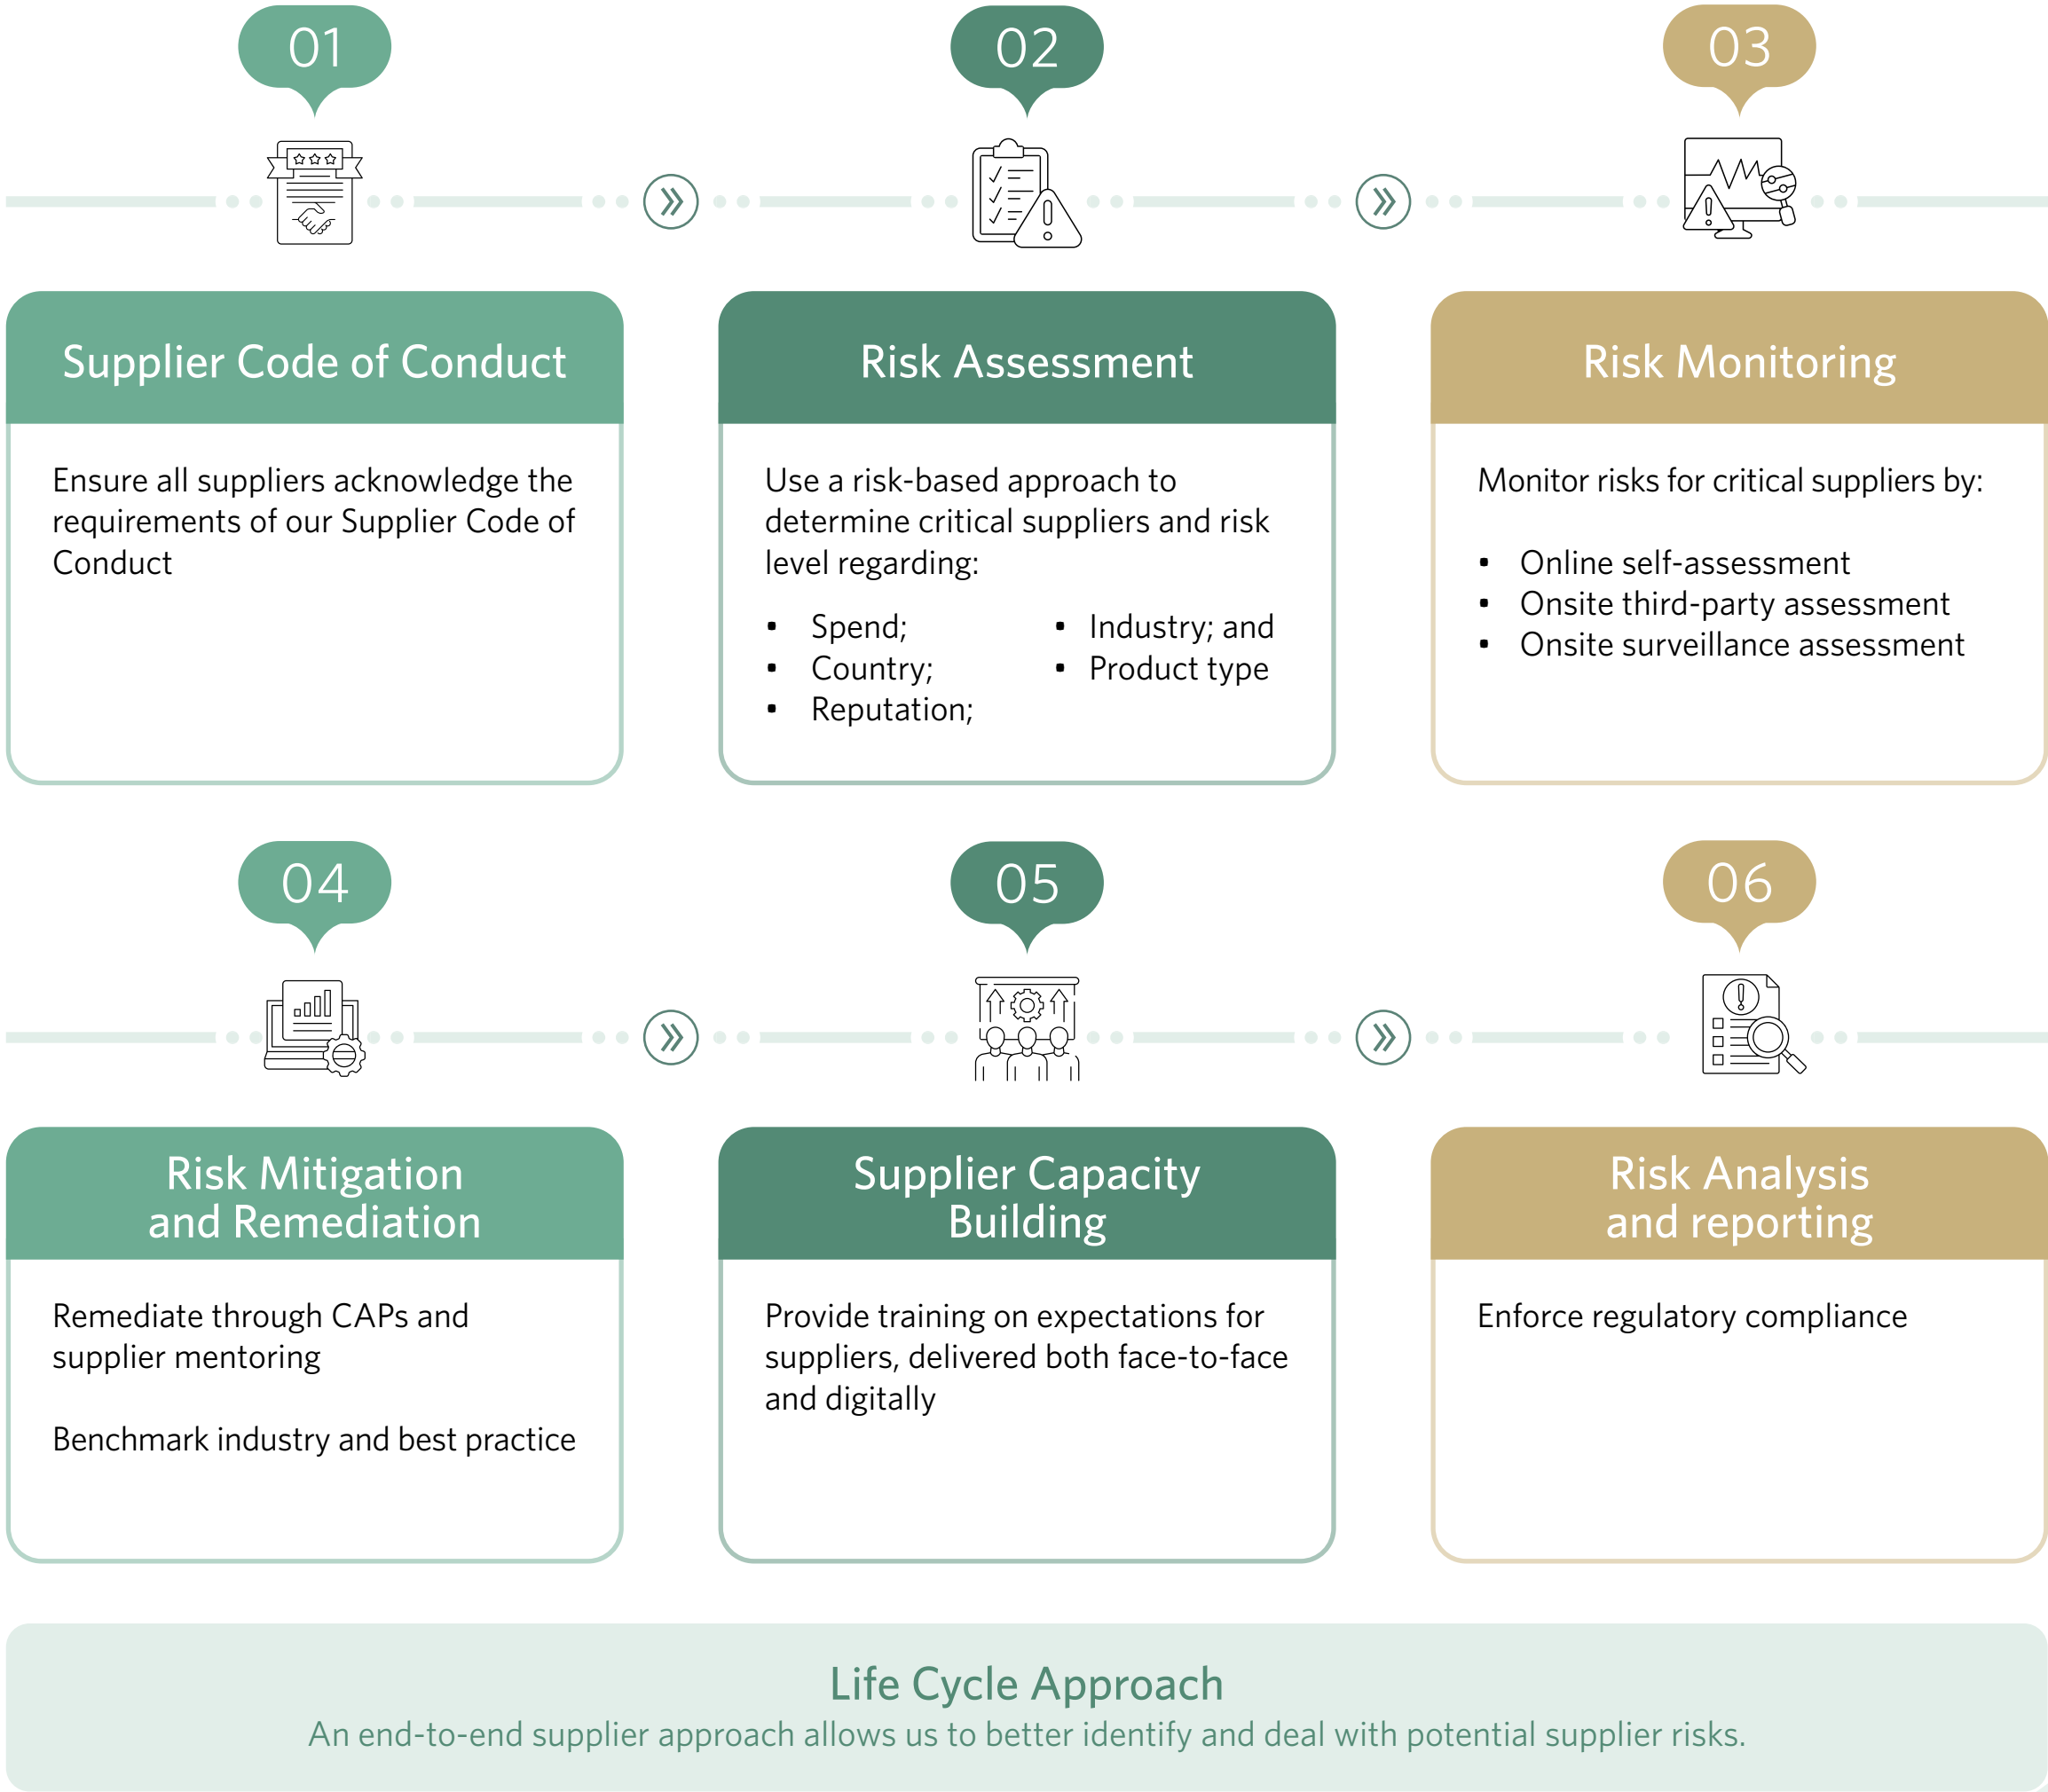 01
Supplier Code of Conduct
Ensure all suppliers acknowledge the
requirements of our Supplier Code of
Conduct
02
Risk Assessment
Use a risk-based approach to
determine critical suppliers and risk
level regarding:
• Spend;
• Country;
• Reputation;
• Industry; and
• Product type
03
Risk Monitoring
Monitor risks for critical suppliers by:
• Online self-assessment
• Onsite third-party assessment
• Onsite surveillance assessment
04
Risk Mitigation
and Remediation
Remediate through CAPs and
supplier mentoring
Benchmark industry and best practice
05
Supplier Capacity
Building
Provide training on expectations for
suppliers, delivered both face-to-face
and digitally
06
Risk Analysis
and reporting
Enforce regulatory compliance
Life Cycle Approach
An end-to-end supplier approach allows us to better identify and deal with potential supplier risks.